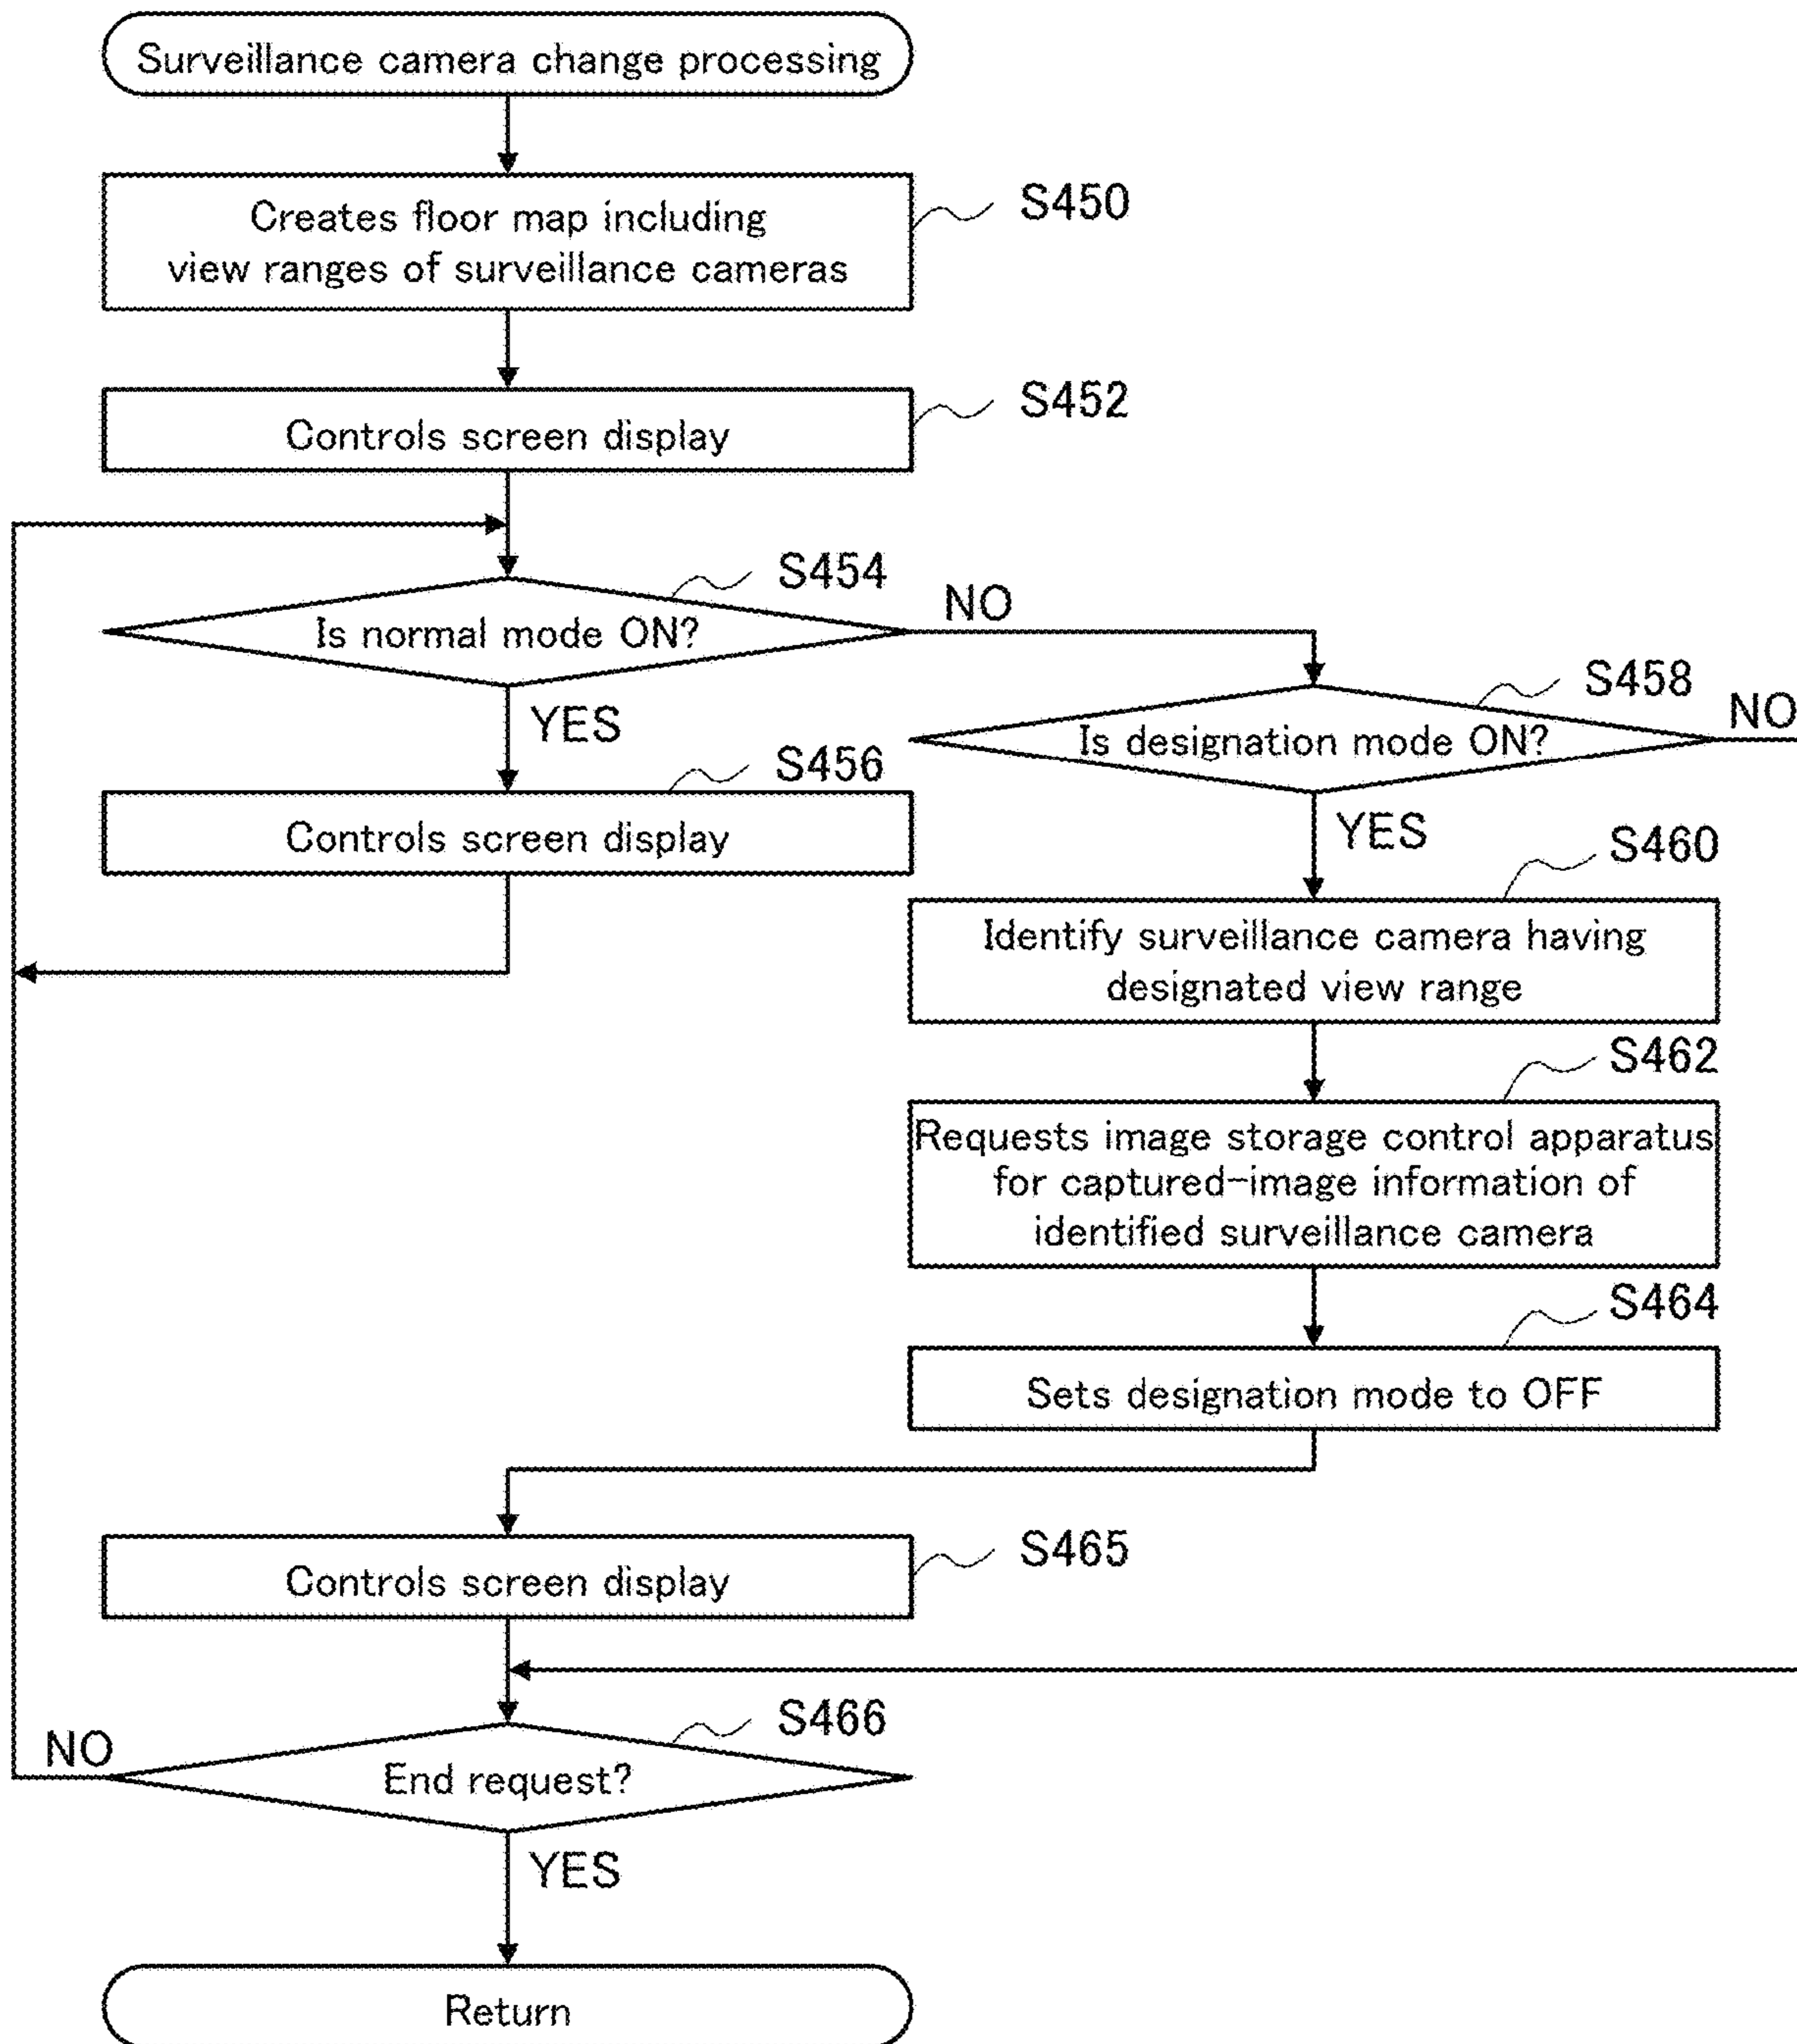 Surveillance camera change processing
Creates floor map including
view ranges of surveillance cameras
S450
Controls screen display
S452
Is normal mode ON?
S454
NO
YES
Controls screen display
S456
Is designation mode ON?
S458
NO
YES
Identify surveillance camera having
designated view range
S460
Requests image storage control apparatus
for captured-image information of
identified surveillance camera
S462
Sets designation mode to OFF
S464
Controls screen display
S465
End request?
S466
NO
YES
Return